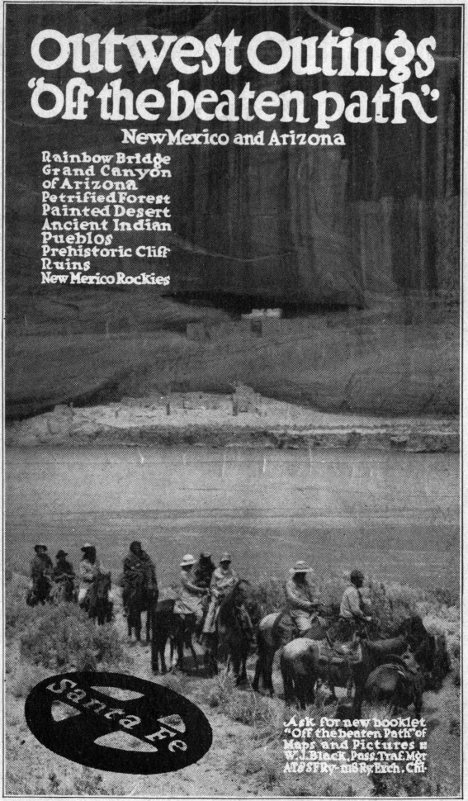 Outwest Outings
"Off the beaten path"
New Mexico and Arizona
Rainbow Bridge
Grand Canyon
of Arizona
Petrified Forest
Painted Desert
Ancient Indian
Pueblos
Prehistoric Cliff
Ruins
New Mexico Rockies
Santa Fe
Ask for new booklet
"Off the beaten Path" of
Maps and Pictures =
W. J. Black, Pass. Traf. Mgr
AT&SF Ry- 1118 Ry. Exch. Chi-